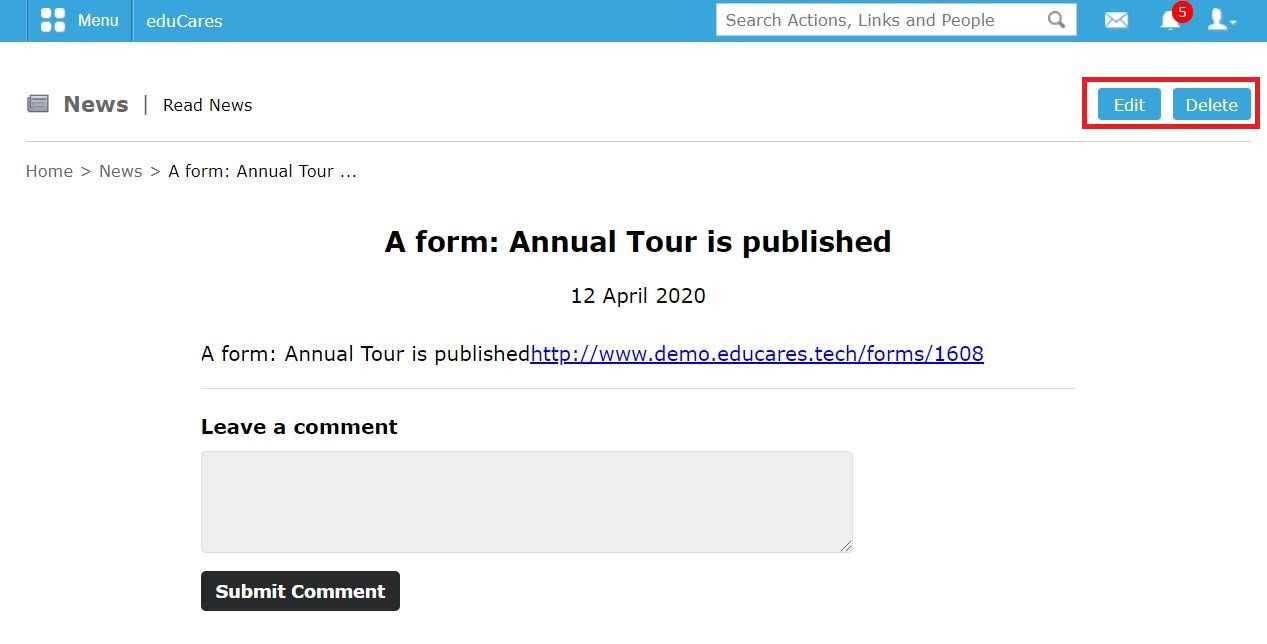 Menu eduCares Search Actions, Links and People 5
News | Read News Edit Delete
Home > News > A form: Annual Tour ...
A form: Annual Tour is published
12 April 2020
A form: Annual Tour is publishedhttp://www.demo.educares.tech/forms/1608
Leave a comment
Submit Comment